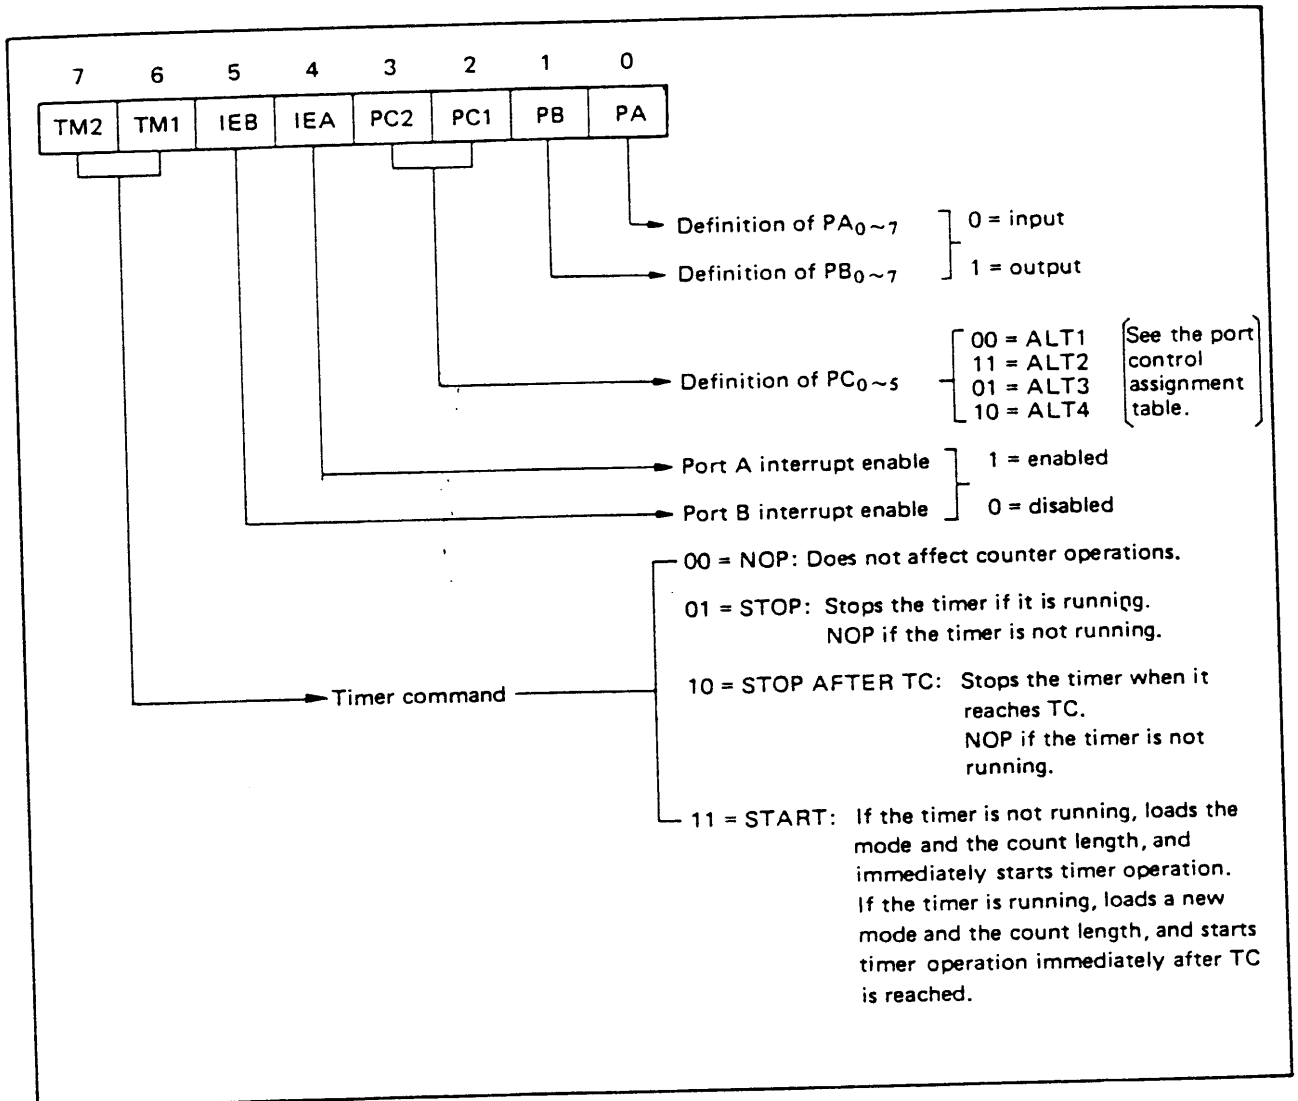 7 6 5 4 3 2 1 0
TM2 TM1 IEB IEA PC2 PC1 PB PA
Definition of PA0~7
0 = input
Definition of PB0~7
1 = output
Definition of PC0~5
00 = ALT1
11 = ALT2
01 = ALT3
10 = ALT4
See the port
control
assignment
table.
Port A interrupt enable
1 = enabled
Port B interrupt enable
0 = disabled
Timer command
00 = NOP: Does not affect counter operations.
01 = STOP: Stops the timer if it is running.
NOP if the timer is not running.
10 = STOP AFTER TC: Stops the timer when it
reaches TC.
NOP if the timer is not
running.
11 = START: If the timer is not running, loads the
mode and the count length, and
immediately starts timer operation.
If the timer is running, loads a new
mode and the count length, and starts
timer operation immediately after TC
is reached.